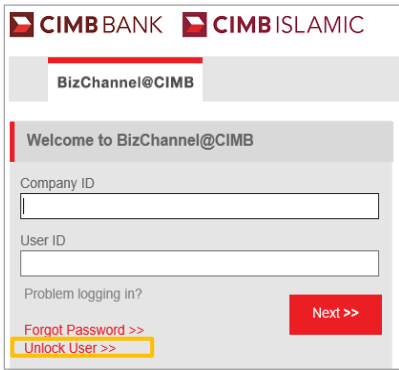 CIMB BANK CIMB ISLAMIC
BizChannel@CIMB
Welcome to BizChannel@CIMB
Company ID
User ID
Problem logging in?
Next >>
Forgot Password >>
Unlock User >>